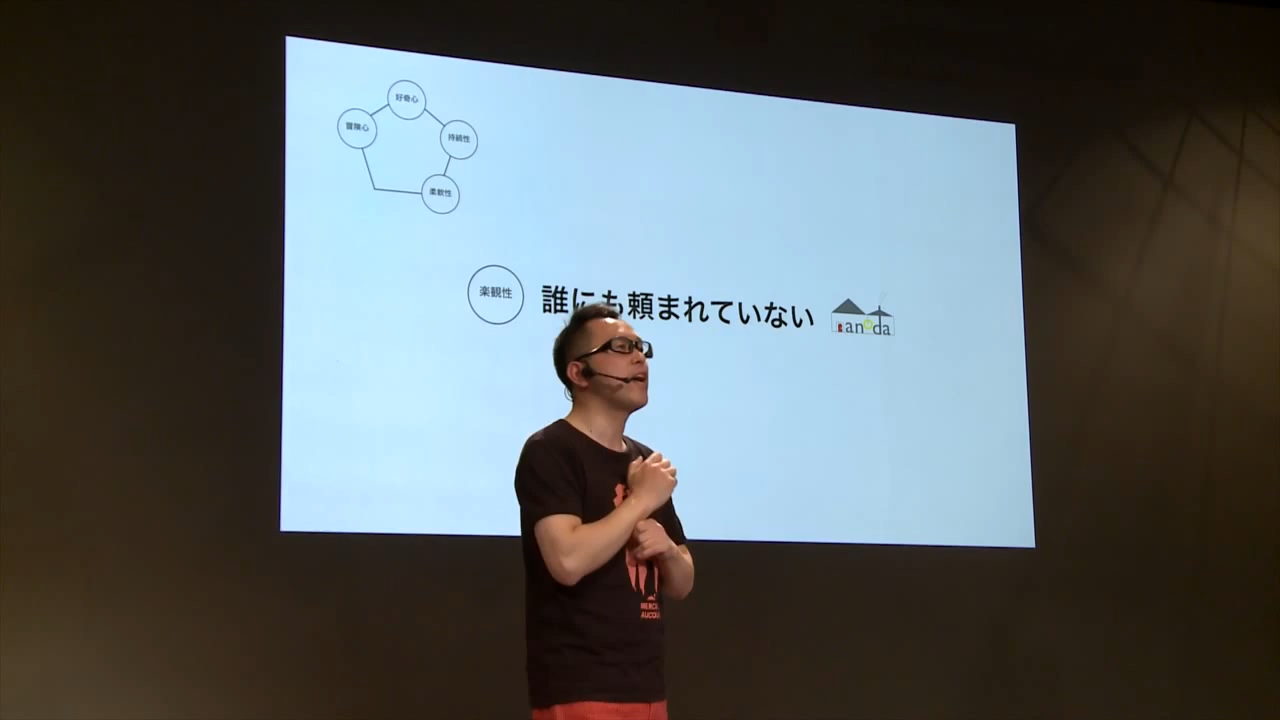 好奇心
冒険心
持続性
柔軟性
楽観性
誰にも頼まれていない